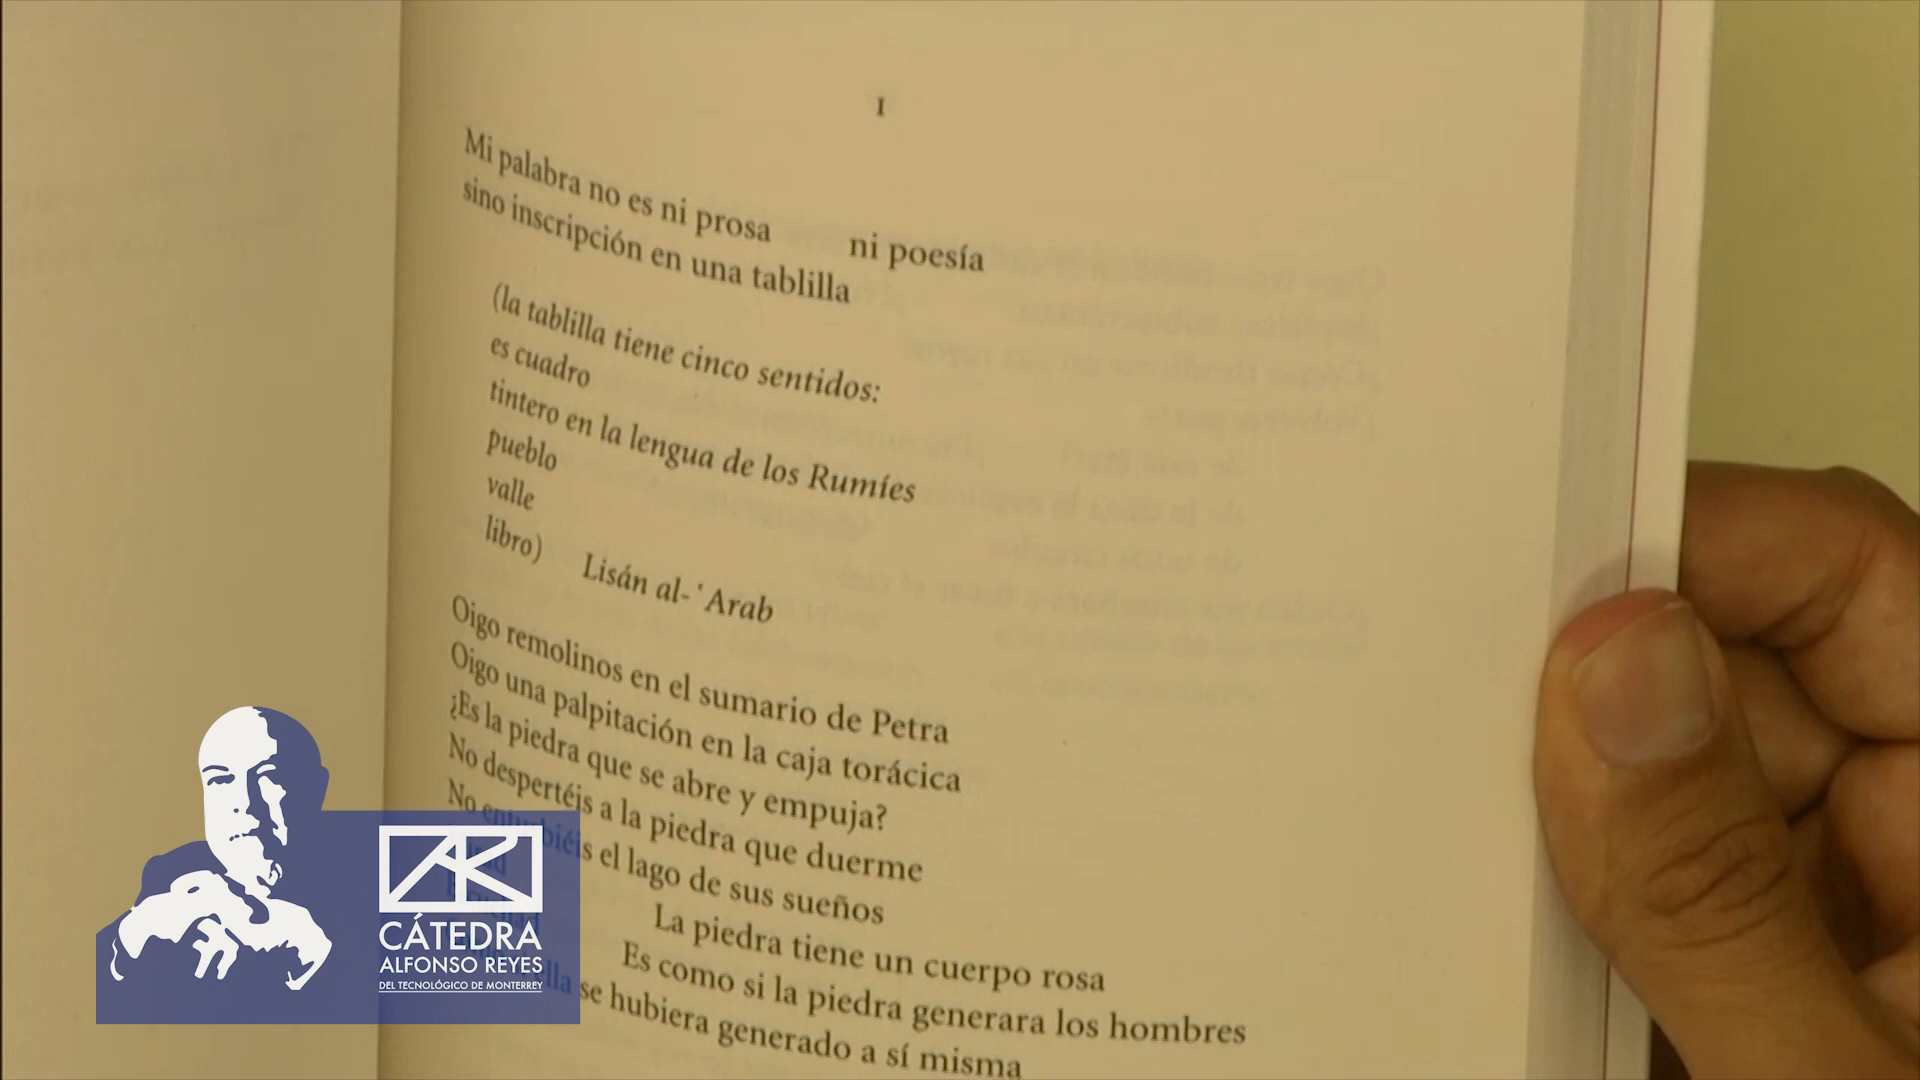 I
Mi palabra no es ni prosa ni poesía
sino inscripción en una tablilla
(la tablilla tiene cinco sentidos:
es cuadro
tintero en la lengua de los Rumíes
pueblo
valle
libro) Lisán al-ʿArab
Oigo remolinos en el sumario de Petra
Oigo una palpitación en la caja torácica
¿Es la piedra que se abre y empuja?
No despertéis a la piedra que duerme
No enturbiéis el lago de sus sueños
La piedra tiene un cuerpo rosa
Es como si la piedra generara los hombres
ella se hubiera generado a sí misma
CÁTEDRA
ALFONSO REYES
DEL TECNOLÓGICO DE MONTERREY